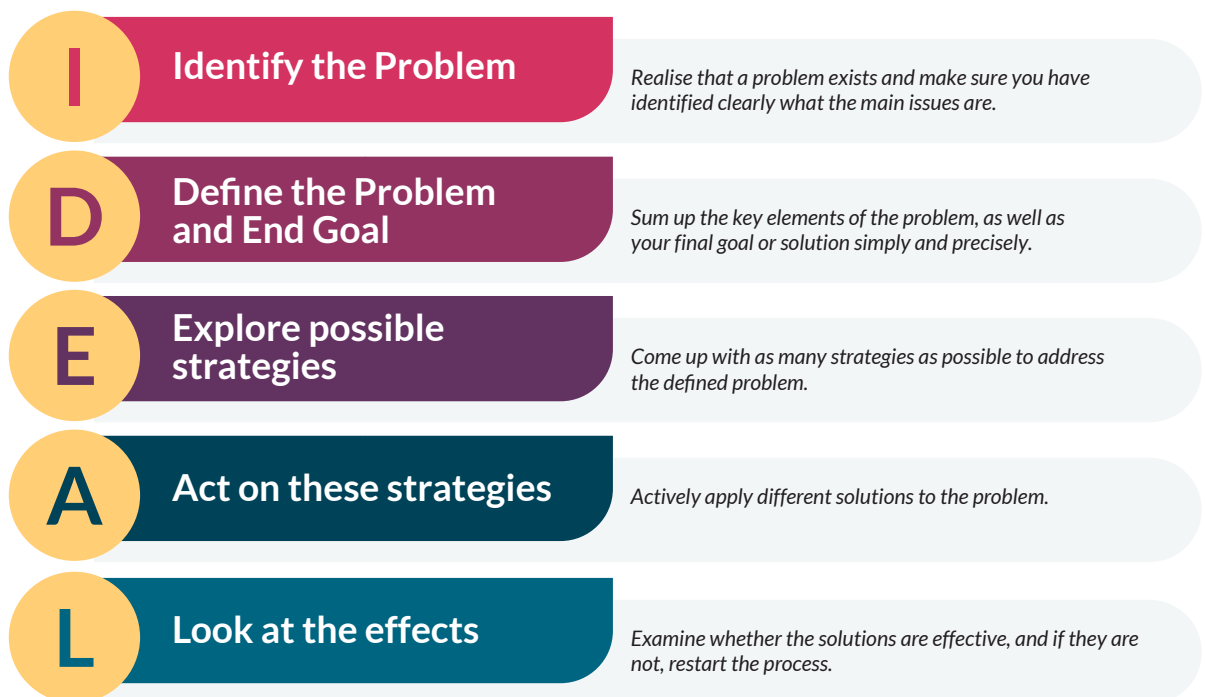 I
Identify the Problem
Realise that a problem exists and make sure you have
identified clearly what the main issues are.
D
Define the Problem
and End Goal
Sum up the key elements of the problem, as well as
your final goal or solution simply and precisely.
E
Explore possible
strategies
Come up with as many strategies as possible to address
the defined problem.
A
Act on these strategies
Actively apply different solutions to the problem.
L
Look at the effects
Examine whether the solutions are effective, and if they are
not, restart the process.